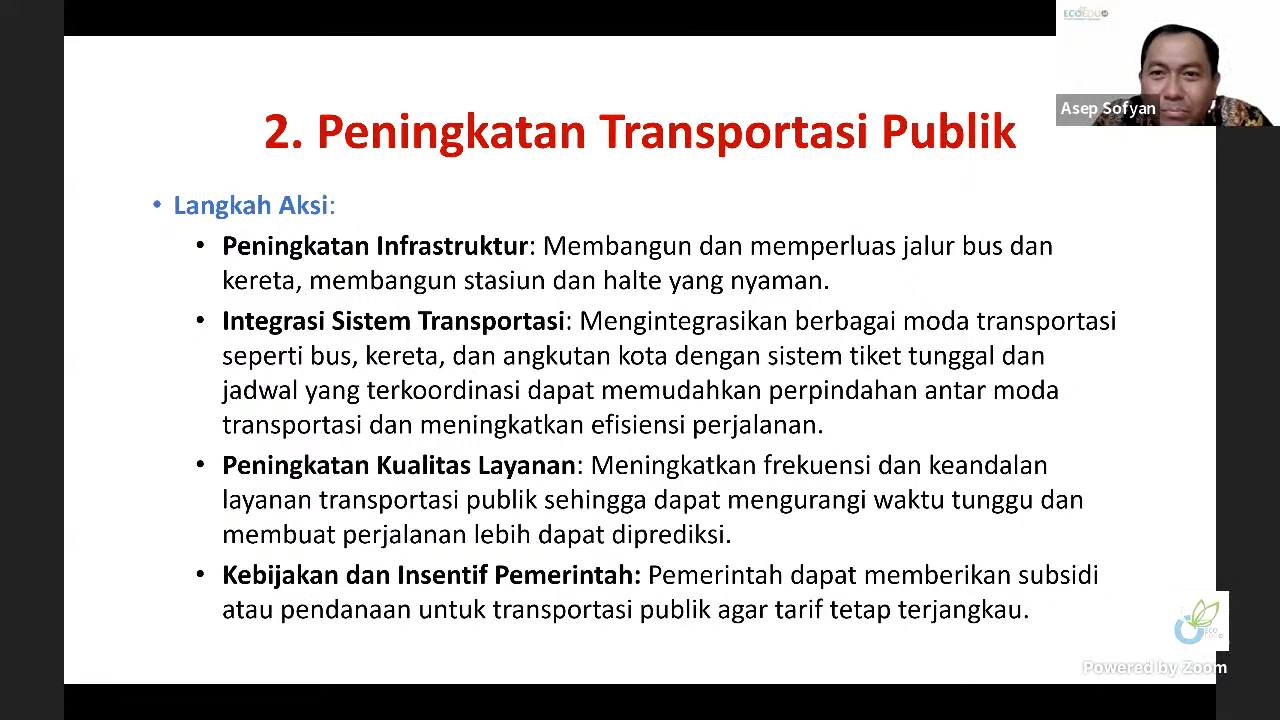 ECOEDU
Asep Sofyan
2. Peningkatan Transportasi Publik
• Langkah Aksi:
• Peningkatan Infrastruktur: Membangun dan memperluas jalur bus dan
kereta, membangun stasiun dan halte yang nyaman.
• Integrasi Sistem Transportasi: Mengintegrasikan berbagai moda transportasi
seperti bus, kereta, dan angkutan kota dengan sistem tiket tunggal dan
jadwal yang terkoordinasi dapat memudahkan perpindahan antar moda
transportasi dan meningkatkan efisiensi perjalanan.
• Peningkatan Kualitas Layanan: Meningkatkan frekuensi dan keandalan
layanan transportasi publik sehingga dapat mengurangi waktu tunggu dan
membuat perjalanan lebih dapat diprediksi.
• Kebijakan dan Insentif Pemerintah: Pemerintah dapat memberikan subsidi
atau pendanaan untuk transportasi publik agar tarif tetap terjangkau.
ECO
EDU
Powered by Zoom